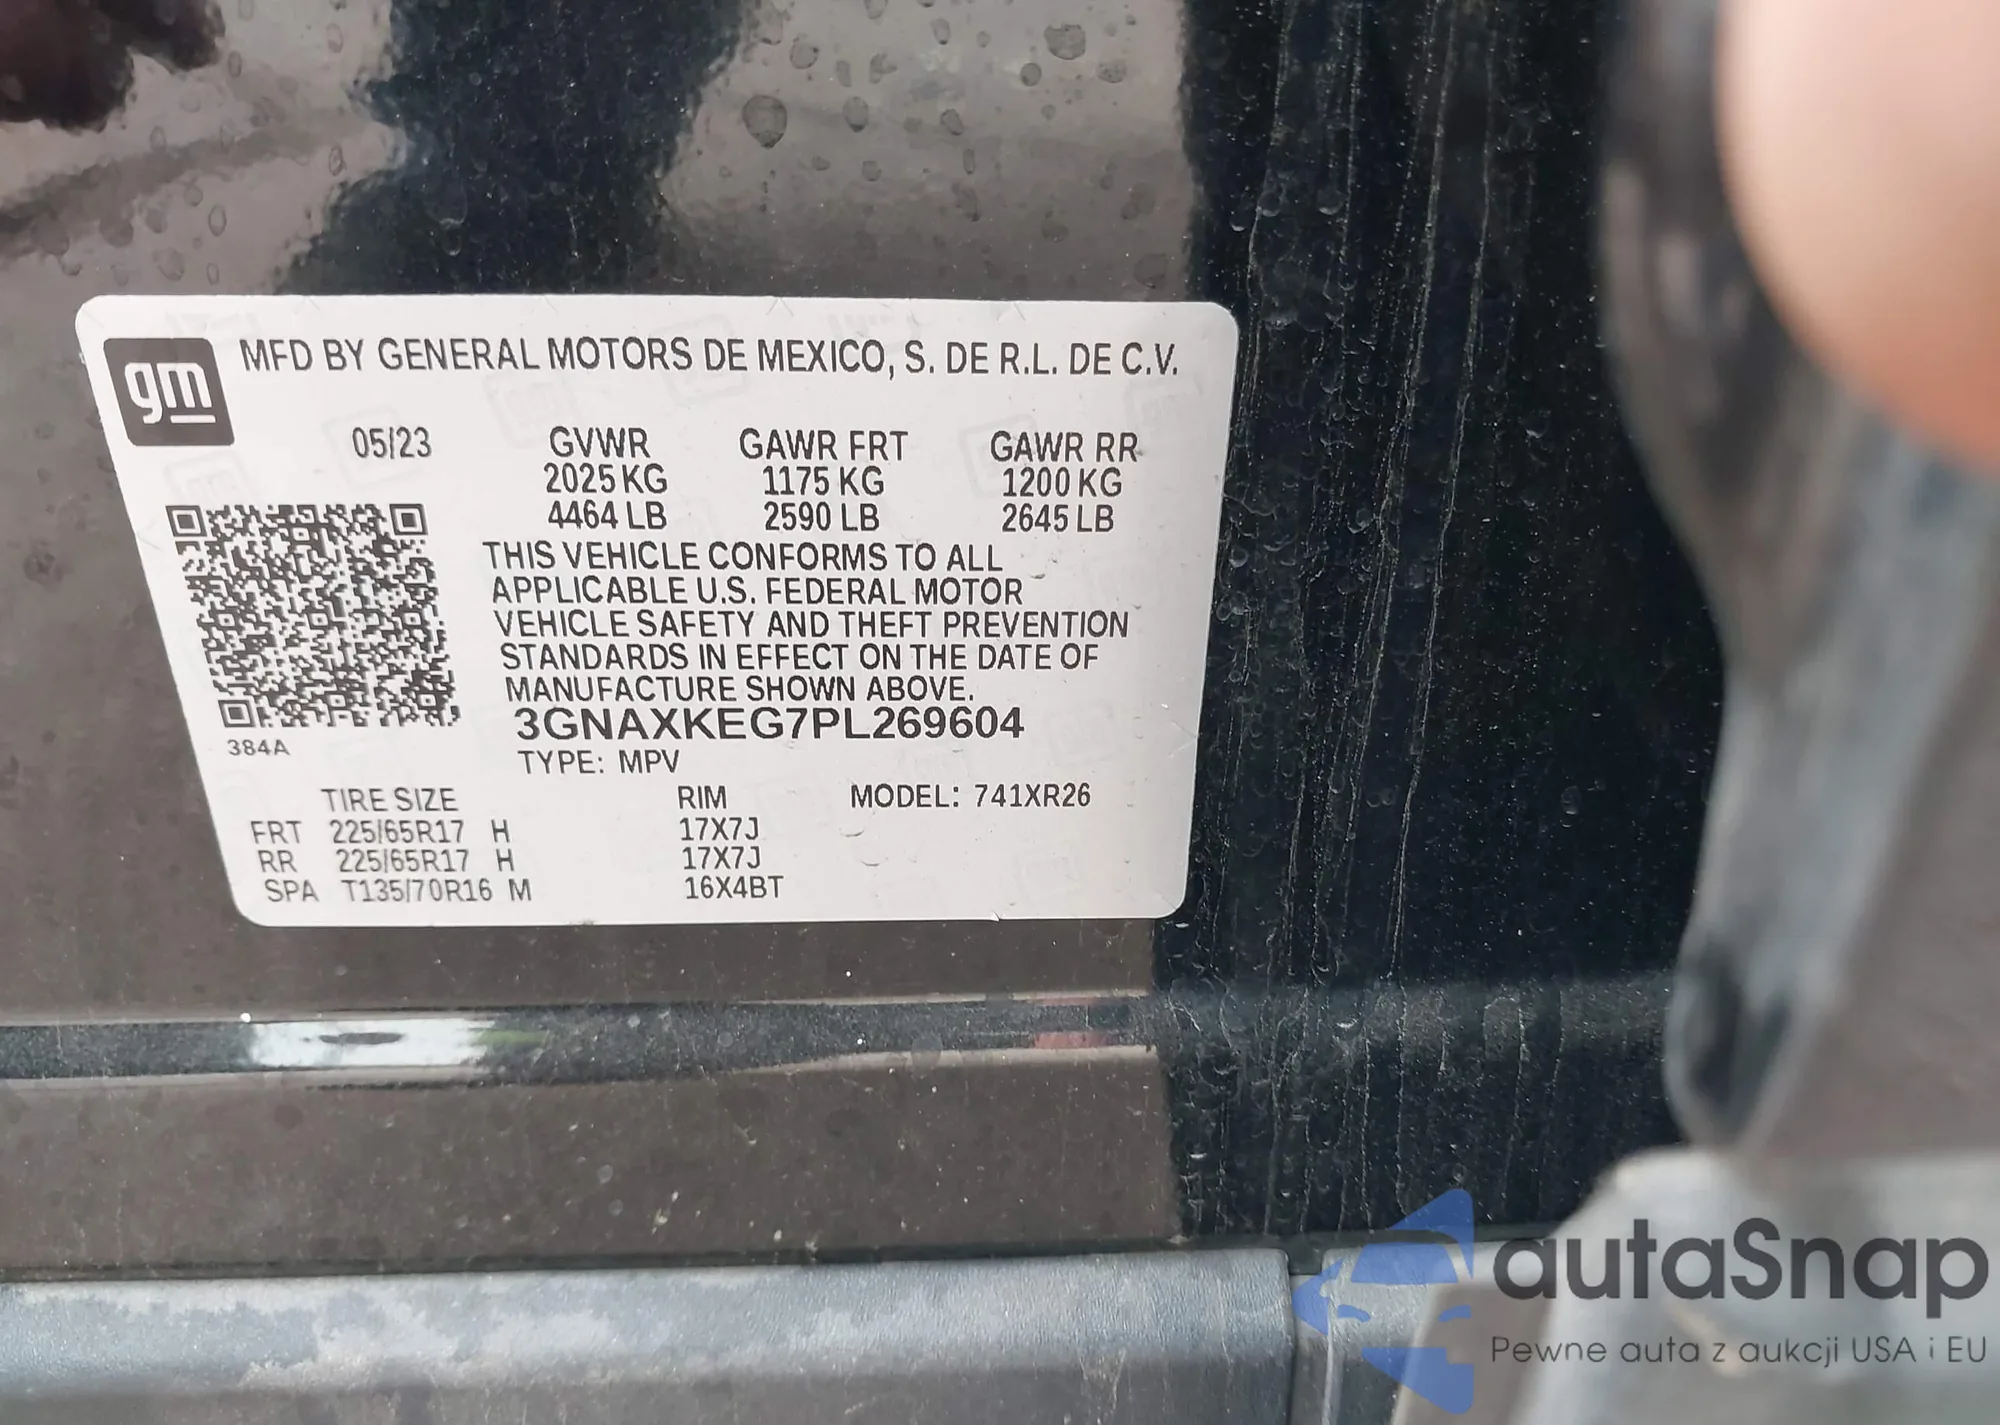 gm
MFD BY GENERAL MOTORS DE MEXICO, S. DE R.L. DE C.V.
05/23 GVWR GAWR FRT GAWR RR
2025 KG 1175 KG 1200 KG
4464 LB 2590 LB 2645 LB
THIS VEHICLE CONFORMS TO ALL
APPLICABLE U.S. FEDERAL MOTOR
VEHICLE SAFETY AND THEFT PREVENTION
STANDARDS IN EFFECT ON THE DATE OF
MANUFACTURE SHOWN ABOVE.
3GNAXKEG7PL269604
384A
TYPE: MPV
TIRE SIZE RIM MODEL: 741XR26
FRT 225/65R17 H 17X7J
RR 225/65R17 H 17X7J
SPA T135/70R16 M 16X4BT
autaSnap
Pewne auta z aukcji USA i EU